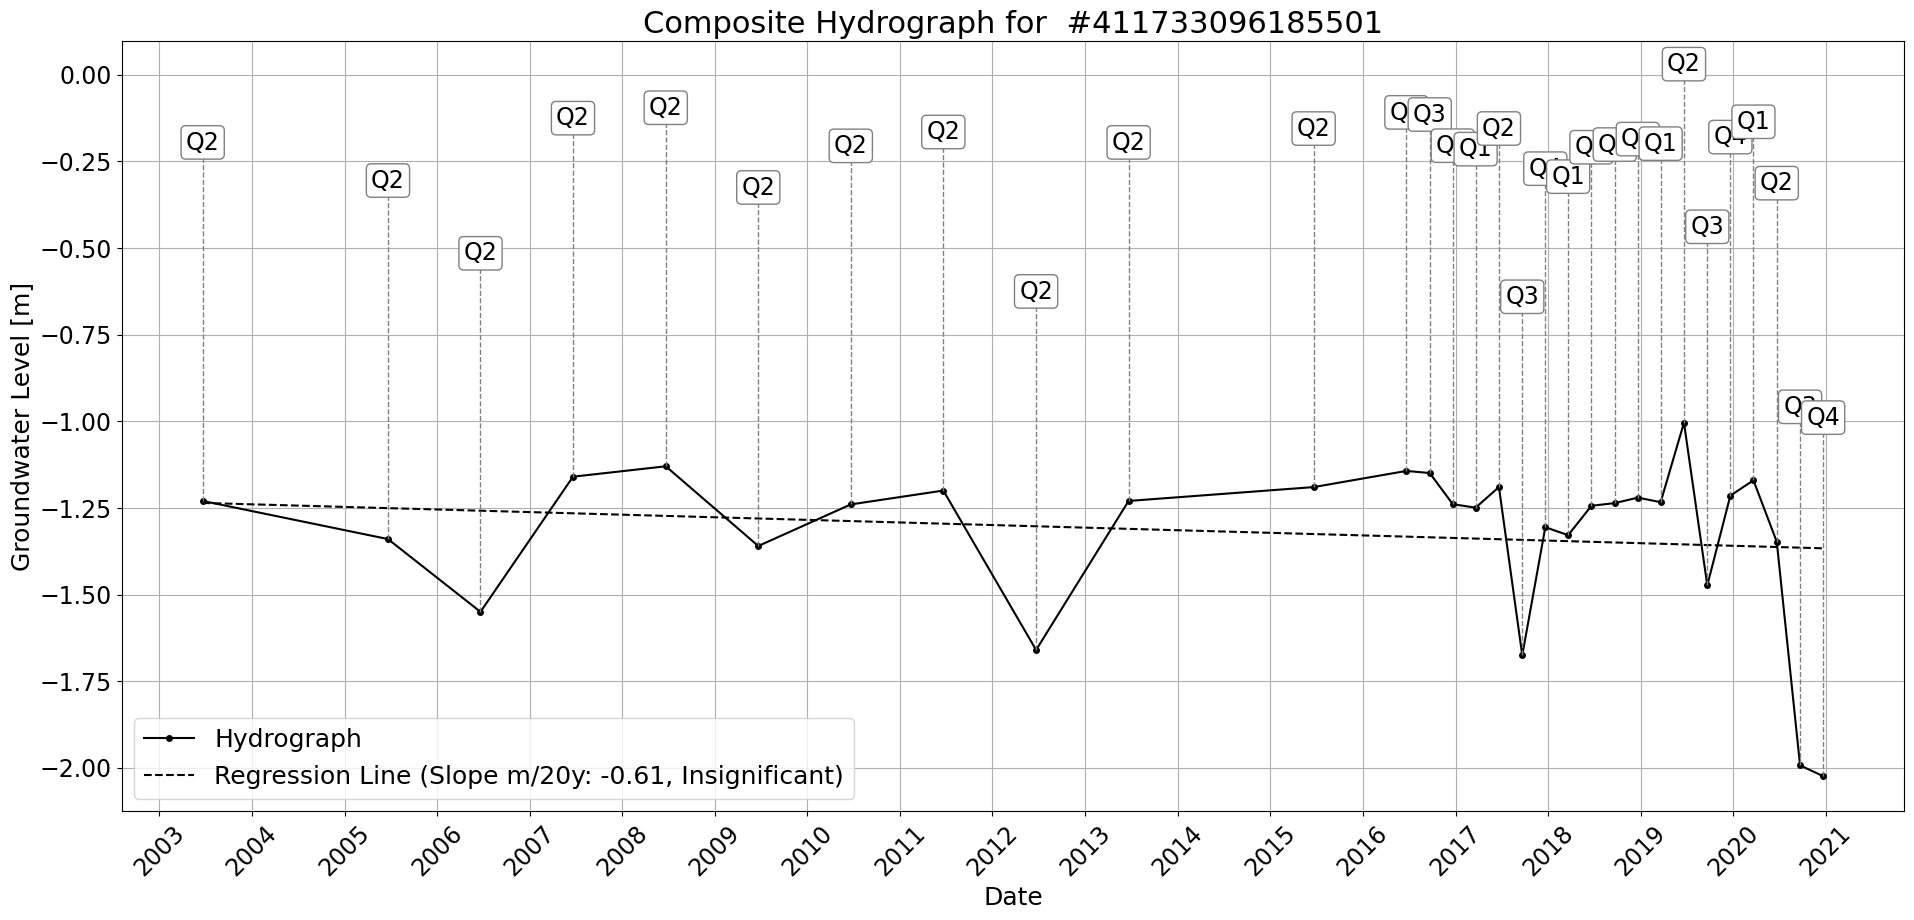 Composite Hydrograph for #411733096185501
Groundwater Level [m]
0.00
−0.25
−0.50
−0.75
−1.00
−1.25
−1.50
−1.75
−2.00
Q2
Q2
Q2
Q2
Q2
Q2
Q2
Q2
Q2
Q2
Q2
Q3
Q1
Q2
Q3
Q1
Q1
Q2
Q3
Q4
Q1
Q2
Q3
Q4
Hydrograph
Regression Line (Slope m/20y: -0.61, Insignificant)
2003
2004
2005
2006
2007
2008
2009
2010
2011
2012
2013
2014
2015
2016
2017
2018
2019
2020
2021
Date